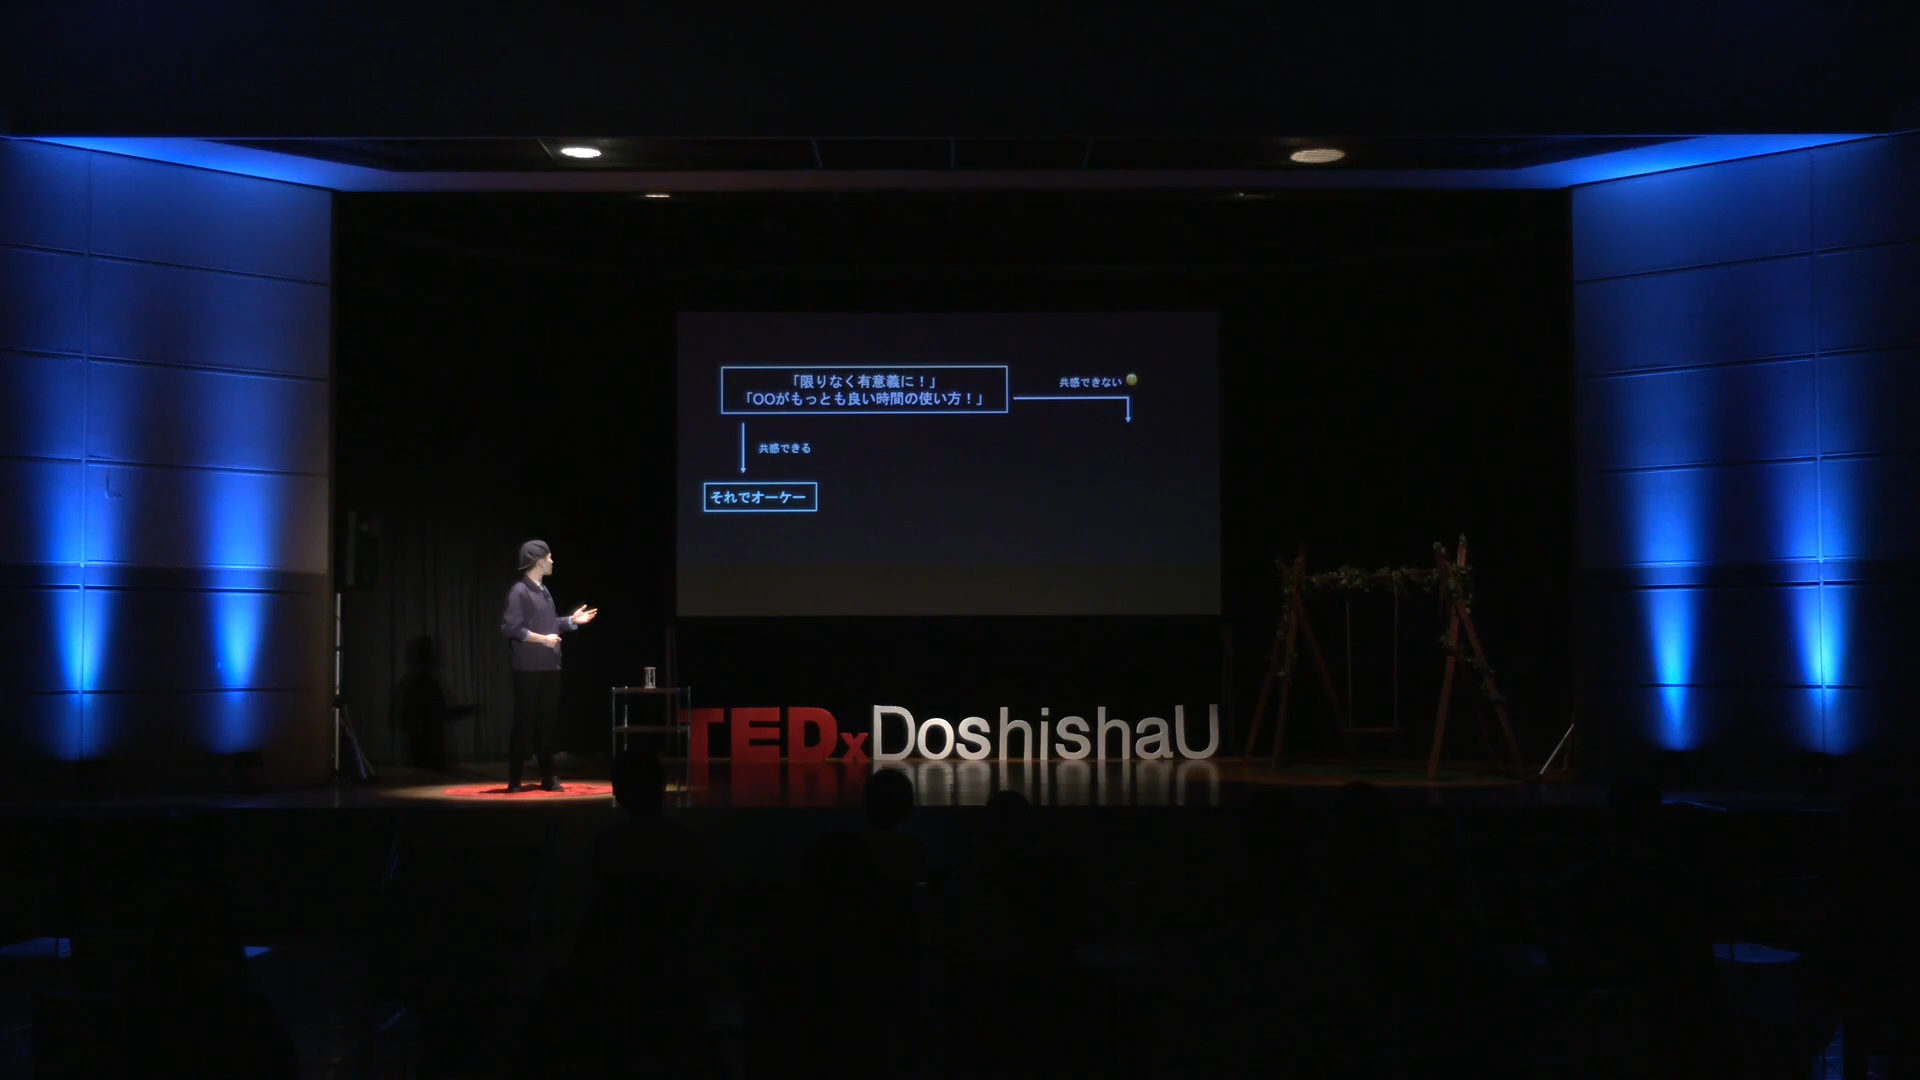 「限りなく有意義に！」
「〇〇がもっとも良い時間の使い方！」
共感できない
共感できる
それでオーケー
TEDxDoshishaU